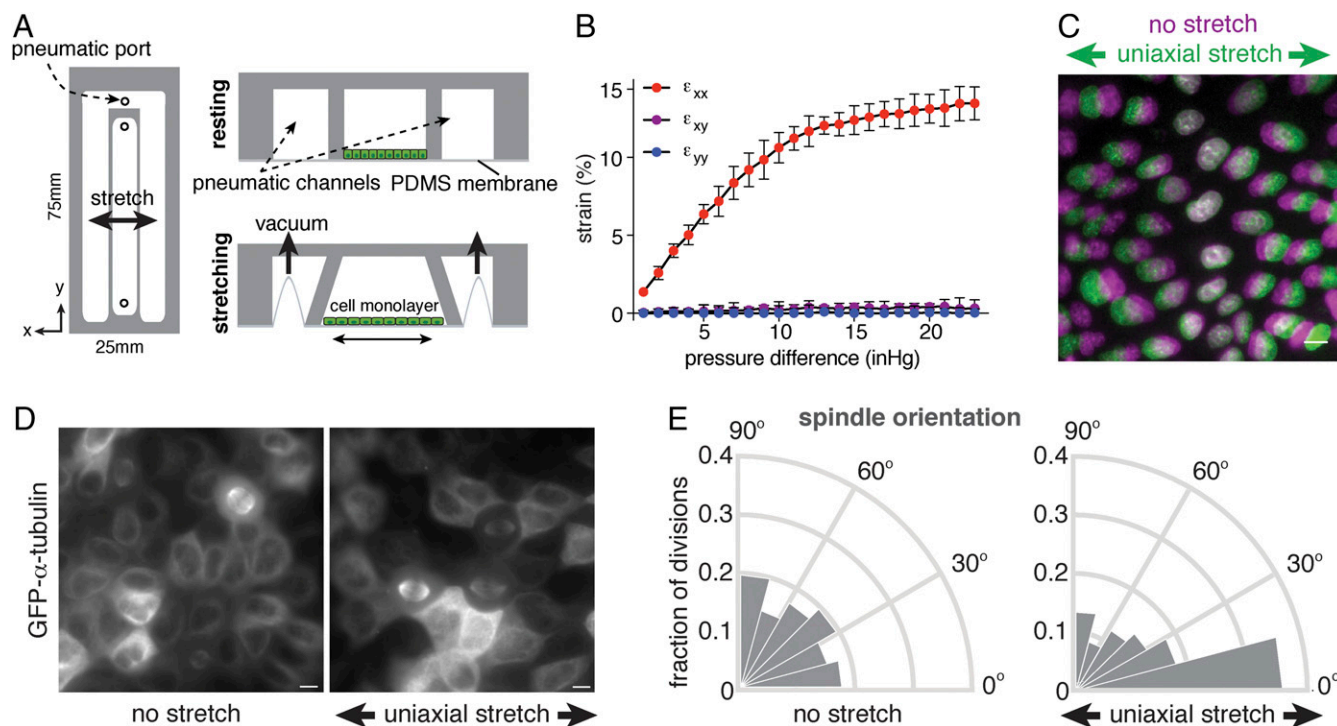 A
pneumatic port
75mm
stretch
y
x
25mm
resting
pneumatic channels
PDMS membrane
vacuum
stretching
cell monolayer
B
15
10
5
0
strain (%)
εxx
εxy
εyy
5
10
15
20
pressure difference (inHg)
C
no stretch
uniaxial stretch
D
GFP-α-tubulin
no stretch
uniaxial stretch
E
spindle orientation
90°
60°
30°
0°
0.4
0.3
0.2
0.1
0
fraction of divisions
no stretch
90°
60°
30°
0°
0.4
0.3
0.2
0.1
0
uniaxial stretch